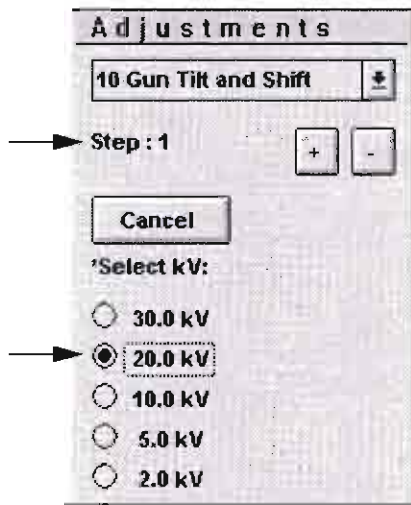 Adjustments
10 Gun Tilt and Shift
Step : 1
+ -
Cancel
*Select kV:
30.0 kV
20.0 kV
10.0 kV
5.0 kV
2.0 kV